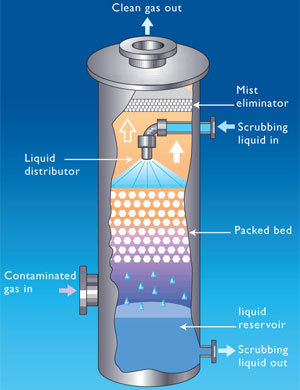 Clean gas out
Mist
eliminator
Scrubbing
liquid in
Liquid
distributor
Packed bed
Contaminated
gas in
liquid
reservoir
Scrubbing
liquid out